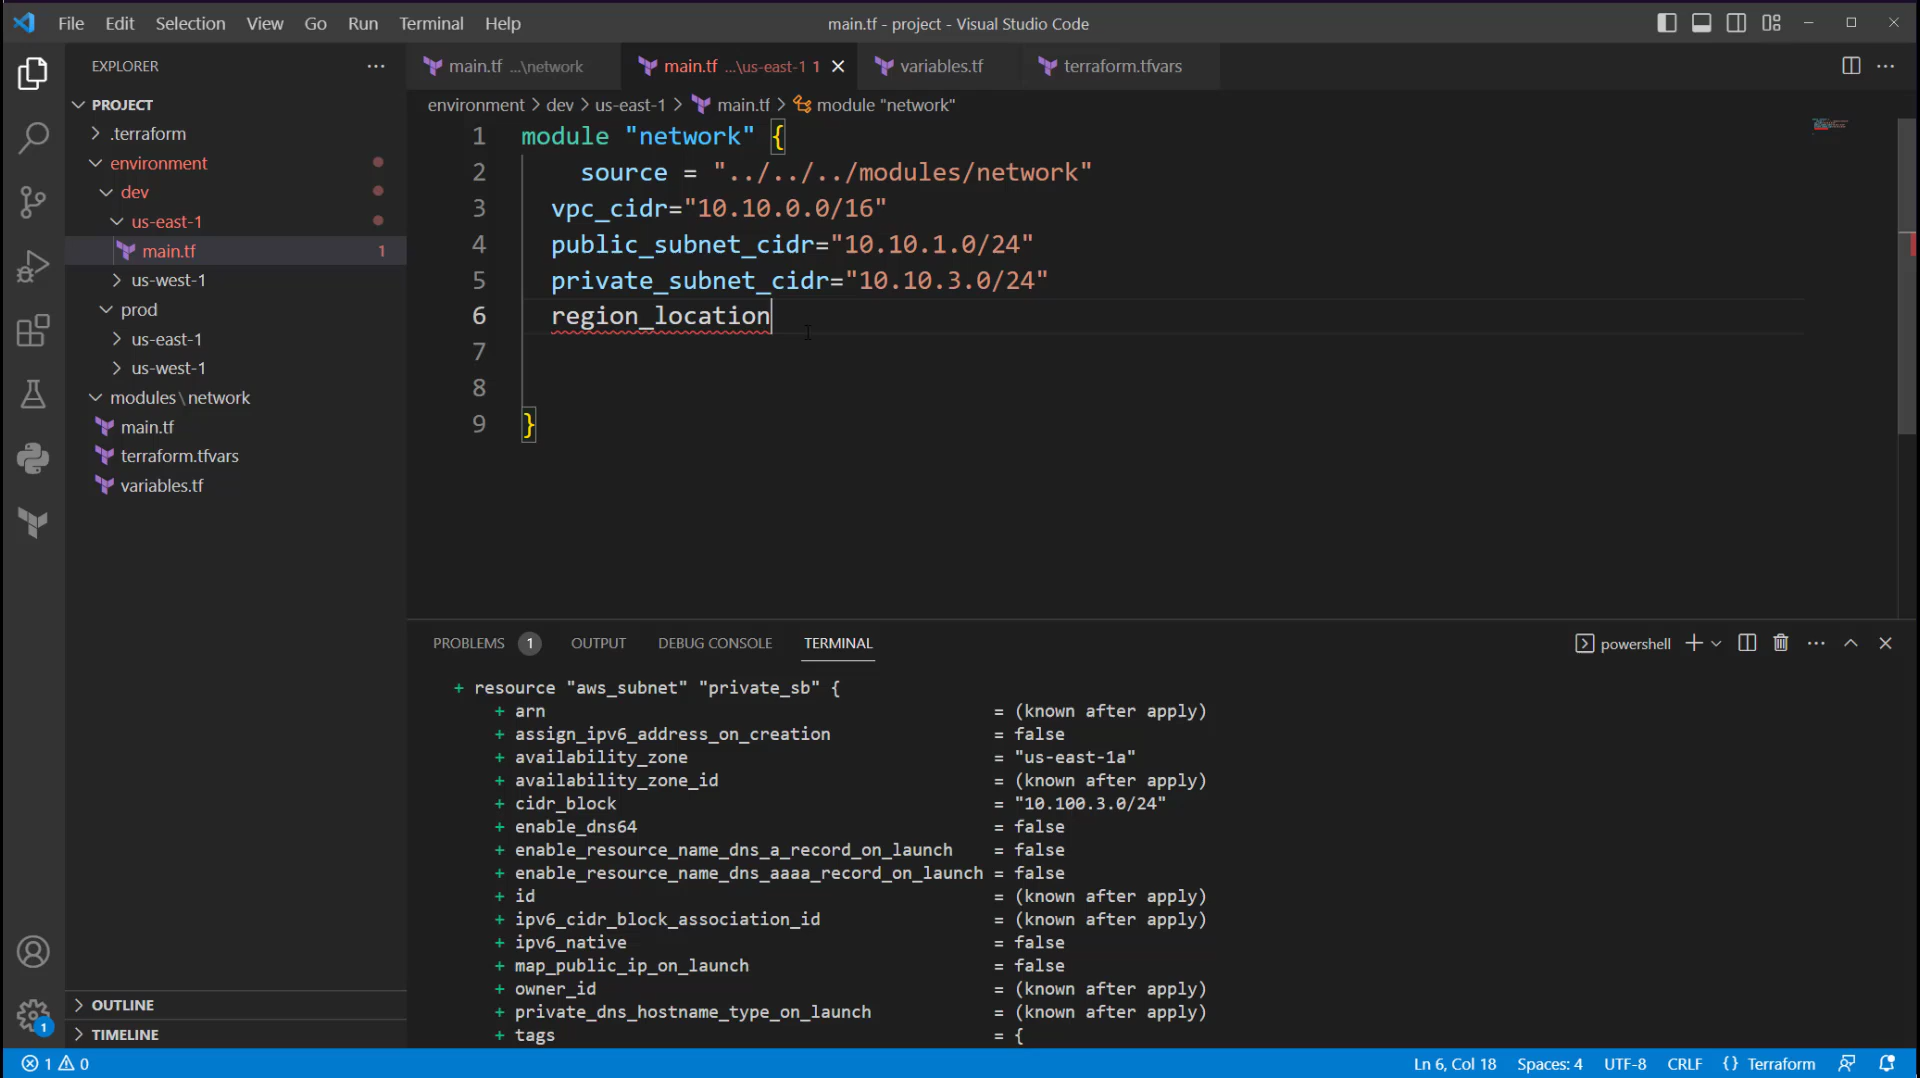 File Edit Selection View Go Run Terminal Help
main.tf - project - Visual Studio Code
EXPLORER
PROJECT
.terraform
environment
dev
us-east-1
main.tf 1
us-west-1
prod
us-east-1
us-west-1
modules\network
main.tf
terraform.tfvars
variables.tf
OUTLINE
TIMELINE
main.tf ...\network
main.tf ...\us-east-1 1
variables.tf
terraform.tfvars
environment > dev > us-east-1 > main.tf > module "network"
1 module "network" {
2 source = "../../../modules/network"
3 vpc_cidr="10.10.0.0/16"
4 public_subnet_cidr="10.10.1.0/24"
5 private_subnet_cidr="10.10.3.0/24"
6 region_location
7
8
9 }
PROBLEMS 1 OUTPUT DEBUG CONSOLE TERMINAL
powershell
+ resource "aws_subnet" "private_sb" {
+ arn = (known after apply)
+ assign_ipv6_address_on_creation = false
+ availability_zone = "us-east-1a"
+ availability_zone_id = (known after apply)
+ cidr_block = "10.100.3.0/24"
+ enable_dns64 = false
+ enable_resource_name_dns_a_record_on_launch = false
+ enable_resource_name_dns_aaaa_record_on_launch = false
+ id = (known after apply)
+ ipv6_cidr_block_association_id = (known after apply)
+ ipv6_native = false
+ map_public_ip_on_launch = false
+ owner_id = (known after apply)
+ private_dns_hostname_type_on_launch = (known after apply)
+ tags = {
1
1 0
Ln 6, Col 18 Spaces: 4 UTF-8 CRLF {} Terraform